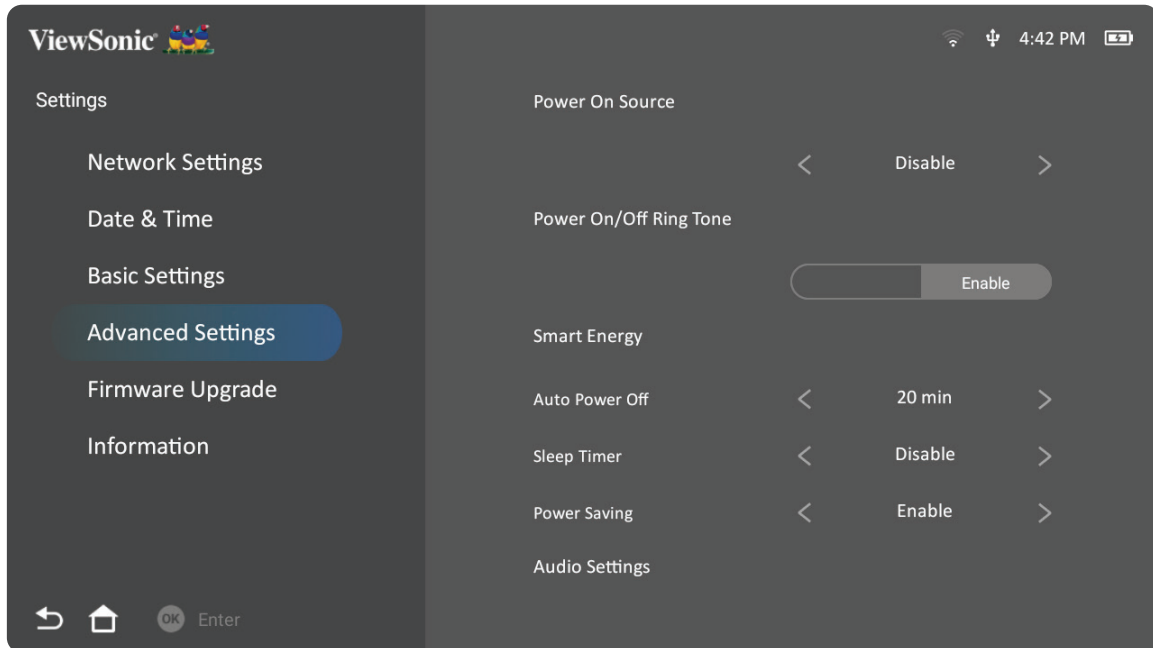 ViewSonic
4:42 PM
Settings
Network Settings
Date & Time
Basic Settings
Advanced Settings
Firmware Upgrade
Information
OK Enter
Power On Source
Disable
Power On/Off Ring Tone
Enable
Smart Energy
Auto Power Off 20 min
Sleep Timer Disable
Power Saving Enable
Audio Settings